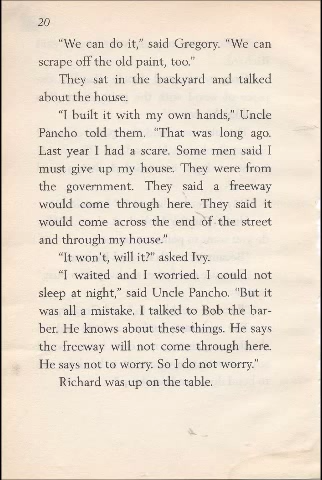 20
"We can do it," said Gregory. "We can
scrape off the old paint, too."
They sat in the backyard and talked
about the house.
"I built it with my own hands," Uncle
Pancho told them. "That was long ago.
Last year I had a scare. Some men said I
must give up my house. They were from
the government. They said a freeway
would come through here. They said it
would come across the end of the street
and through my house."
"It won't, will it?" asked Ivy.
"I waited and I worried. I could not
sleep at night," said Uncle Pancho. "But it
was all a mistake. I talked to Bob the bar-
ber. He knows about these things. He says
the freeway will not come through here.
He says not to worry. So I do not worry."
Richard was up on the table.